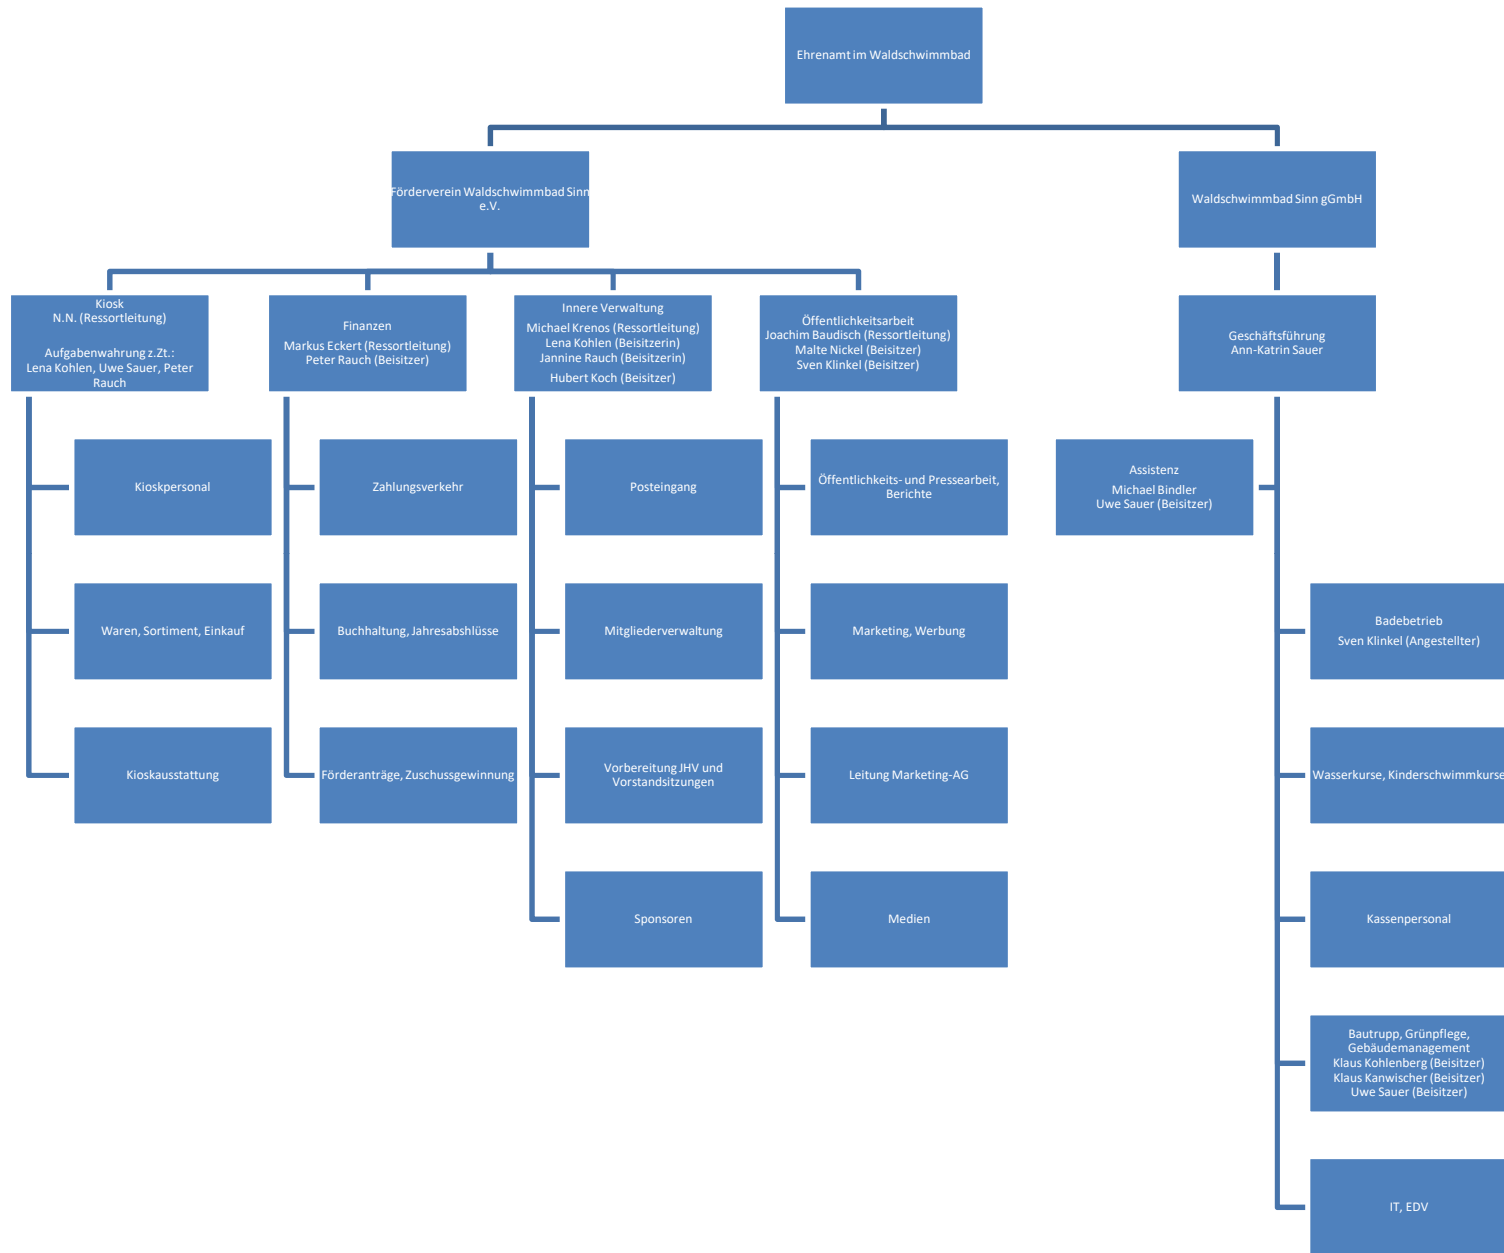 Ehrenamt im Waldschwimmbad
Förderverein Waldschwimmbad Sinn
e.V.
Waldschwimmbad Sinn gGmbH
Kiosk
N.N. (Ressortleitung)
Aufgabenwahrung z.Zt.:
Lena Kohlen, Uwe Sauer, Peter
Rauch
Finanzen
Markus Eckert (Ressortleitung)
Peter Rauch (Beisitzer)
Innere Verwaltung
Michael Krenos (Ressortleitung)
Lena Kohlen (Beisitzerin)
Jannine Rauch (Beisitzerin)
Hubert Koch (Beisitzer)
Öffentlichkeitsarbeit
Joachim Baudisch (Ressortleitung)
Malte Nickel (Beisitzer)
Sven Klinkel (Beisitzer)
Geschäftsführung
Ann-Katrin Sauer
Kioskpersonal
Zahlungsverkehr
Posteingang
Öffentlichkeits- und Pressearbeit,
Berichte
Assistenz
Michael Bindler
Uwe Sauer (Beisitzer)
Waren, Sortiment, Einkauf
Buchhaltung, Jahresabshlüsse
Mitgliederverwaltung
Marketing, Werbung
Badebetrieb
Sven Klinkel (Angestellter)
Kioskausstattung
Förderanträge, Zuschussgewinnung
Vorbereitung JHV und
Vorstandsitzungen
Leitung Marketing-AG
Wasserkurse, Kinderschwimmkurse
Sponsoren
Medien
Kassenpersonal
Bautrupp, Grünpflege,
Gebäudemanagement
Klaus Kohlenberg (Beisitzer)
Klaus Kanwischer (Beisitzer)
Uwe Sauer (Beisitzer)
IT, EDV